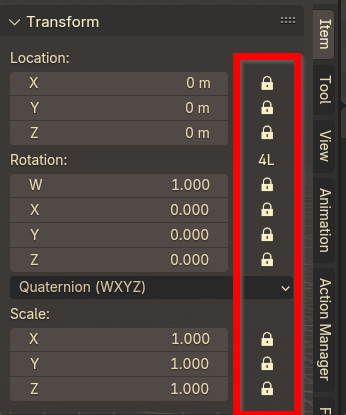 Transform
Location:
X 0 m
Y 0 m
Z 0 m
Rotation: 4L
W 1.000
X 0.000
Y 0.000
Z 0.000
Quaternion (WXYZ)
Scale:
X 1.000
Y 1.000
Z 1.000
Item
Tool
View
Animation
Action Manager